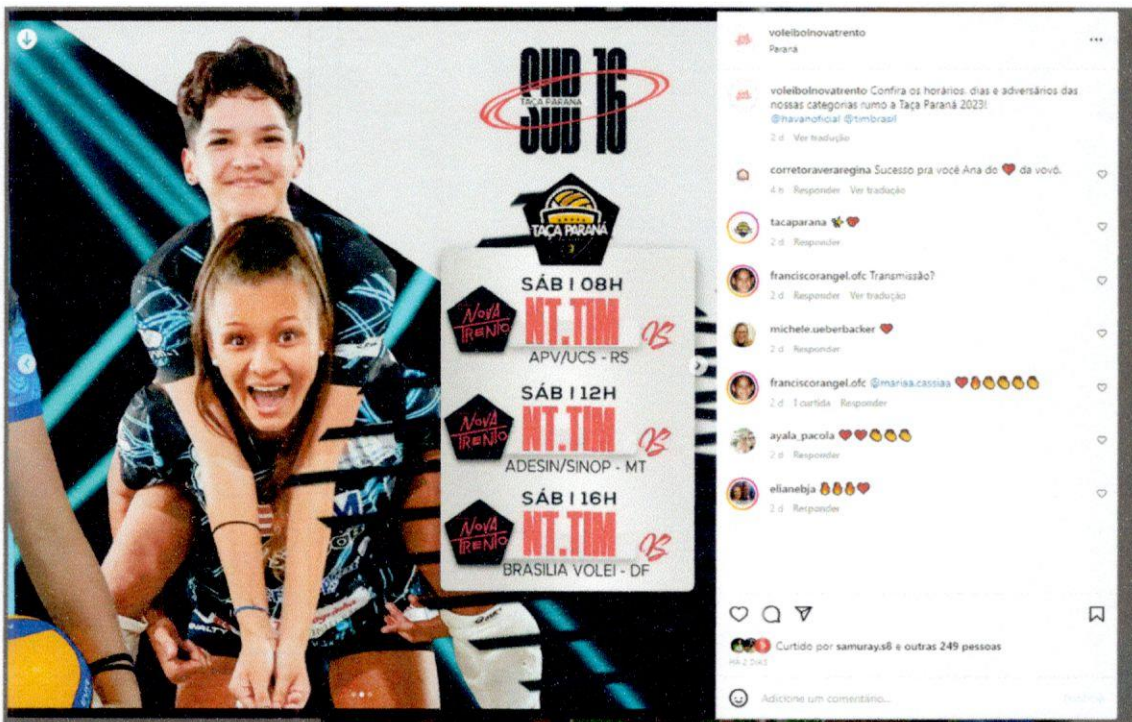 SUB 16
TAÇA PARANÁ
SUB 16
TAÇA PARANÁ
SÁB | 08H
NOVA TRENTO
NT.TIM
VS
APV/UCS - RS
SÁB | 12H
NOVA TRENTO
NT.TIM
VS
ADESIN/SINOP - MT
SÁB | 16H
NOVA TRENTO
NT.TIM
VS
BRASILIA VOLEI - DF
voleibolnovatrento
Paraná
voleibolnovatrento Confira os horários, dias e adversários das
nossas categorias rumo a Taça Paraná 2023!
@havanoficial @timbrasil
2 d Ver tradução
corretoraveraregina Sucesso pra você Ana do ❤️ da vovó.
4 h Responder Ver tradução
tacaparana
2 d Responder
franciscorangel.ofc Transmissão?
2 d Responder Ver tradução
michele.ueberbacker ❤️
2 d Responder
franciscorangel.ofc @mariaa.cassiaa ❤️🔥👏👏👏👏👏
2 d 1 curtida Responder
ayala_pacola ❤️❤️👏👏👏
2 d Responder
elianebja 🔥🔥🔥❤️
2 d Responder
Curtido por samuray.s8 e outras 249 pessoas
HÁ 2 DIAS
Adicione um comentário...